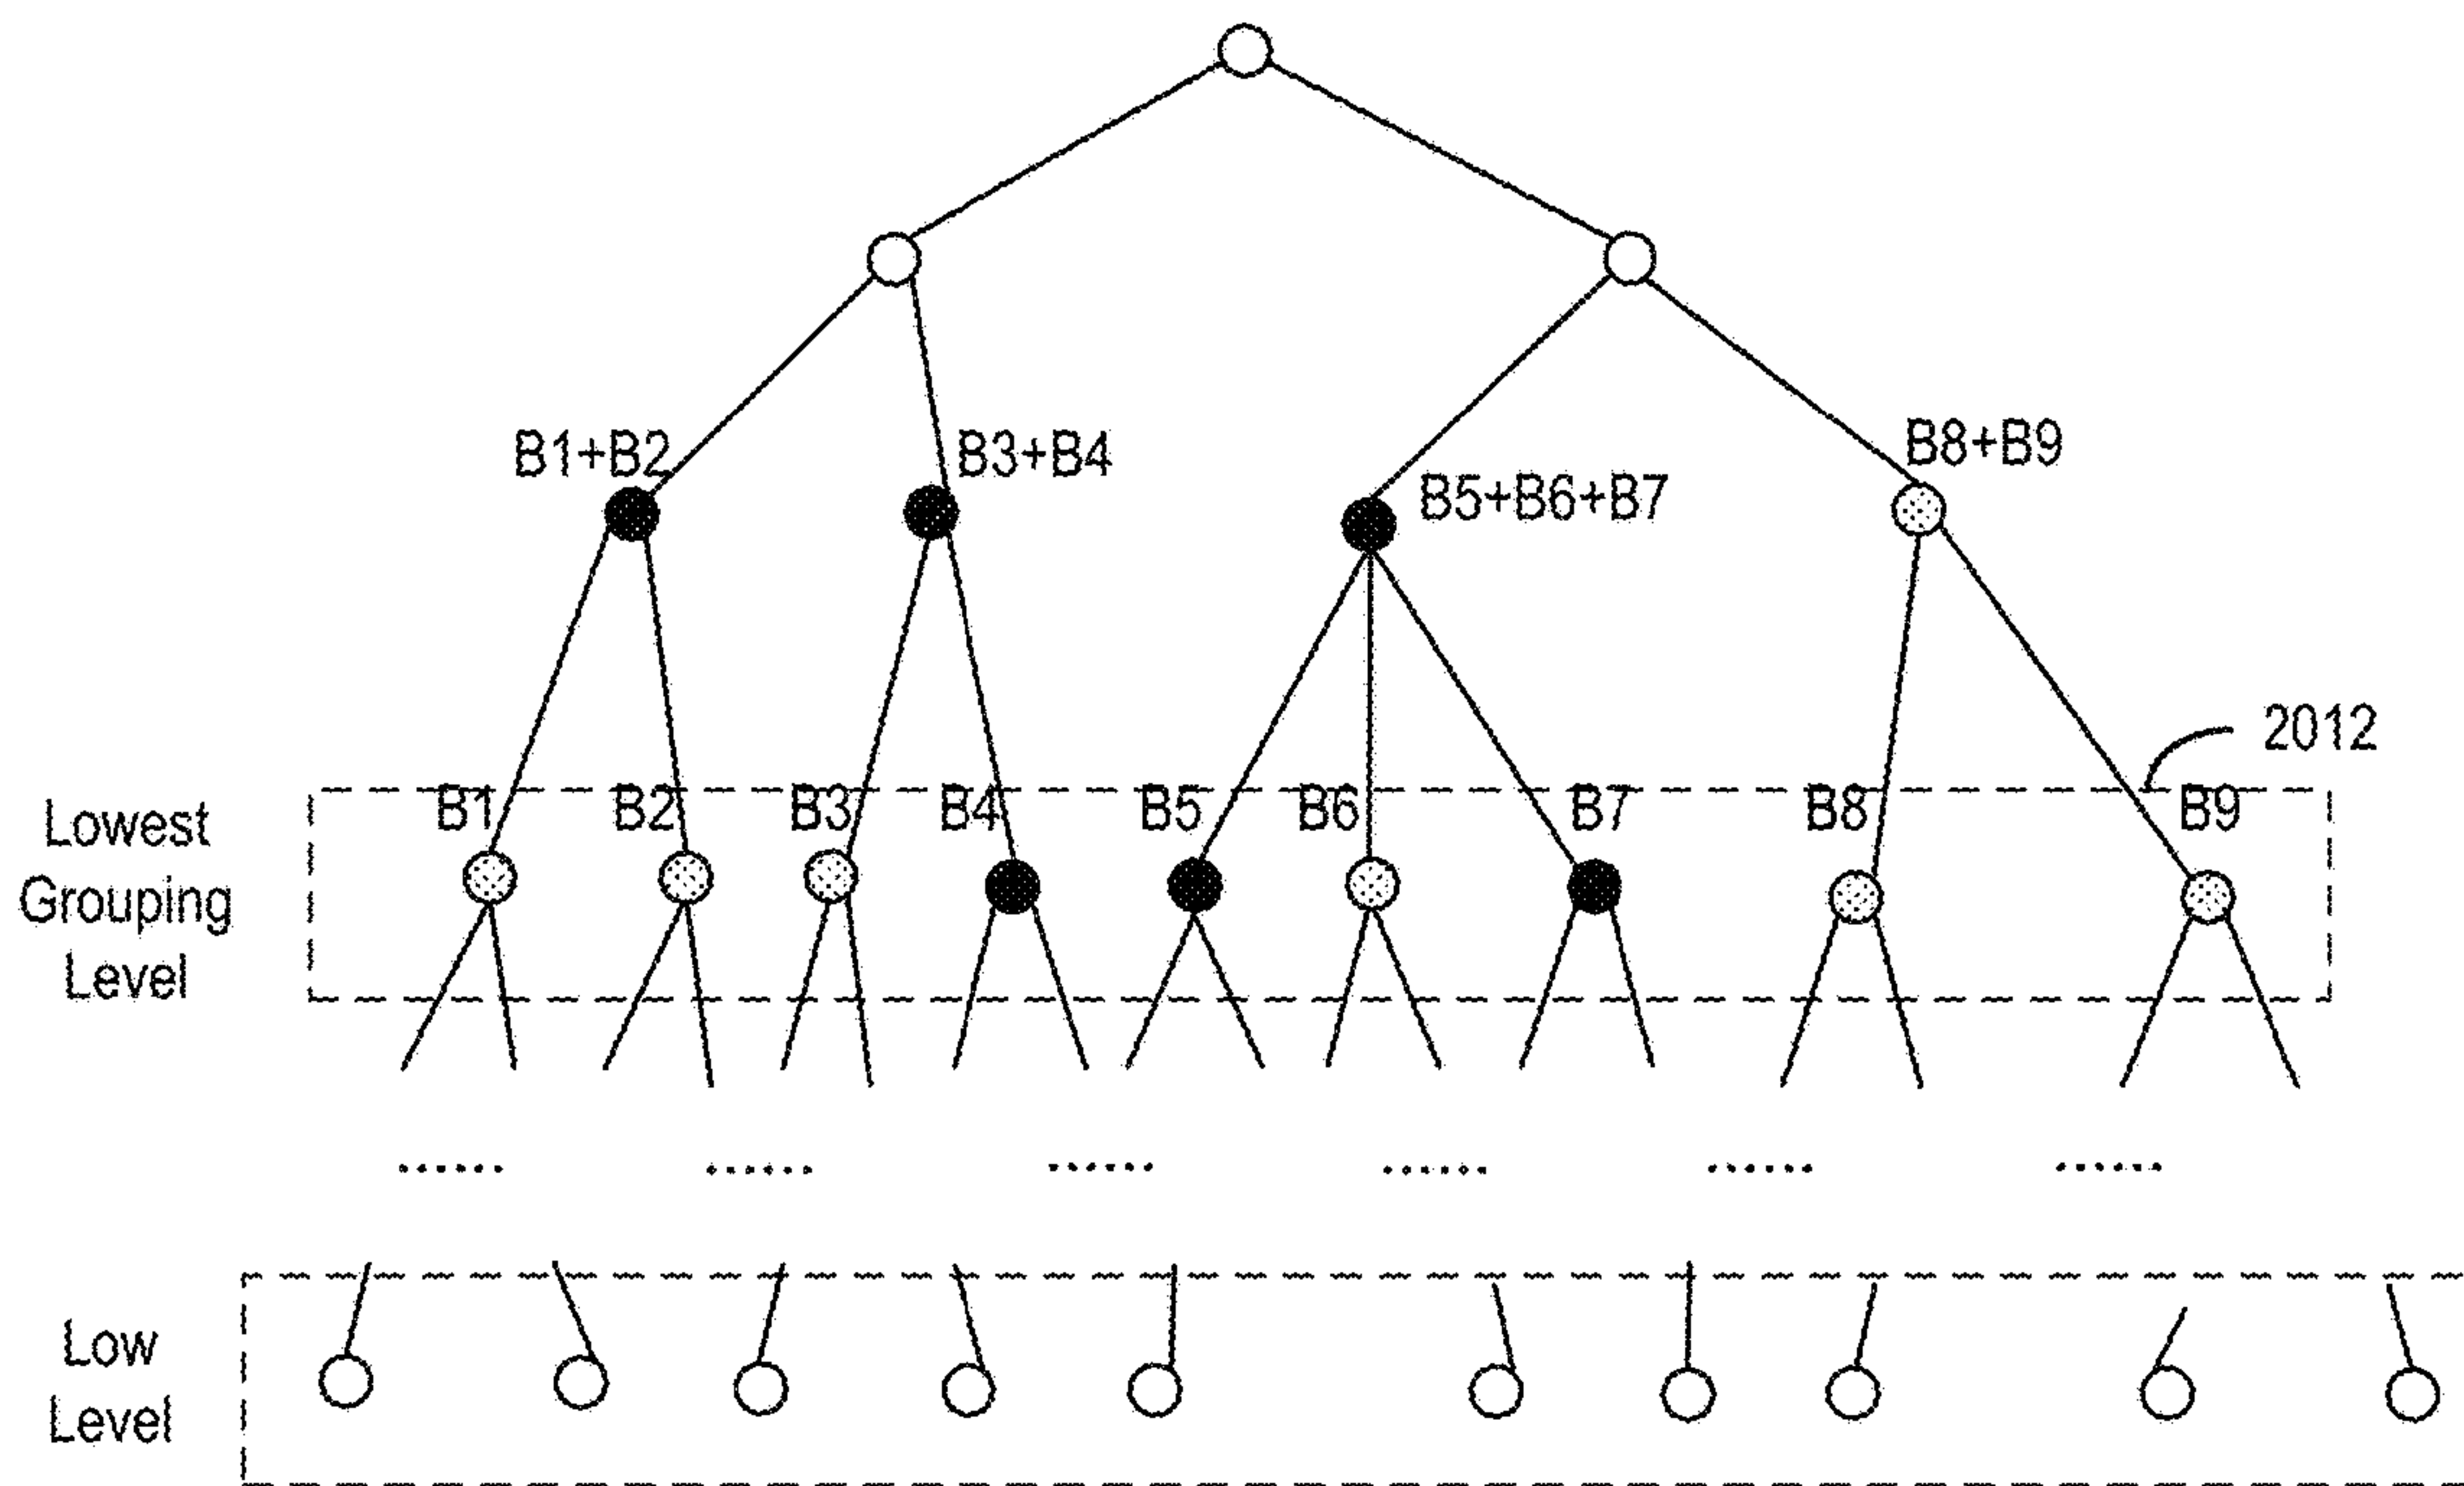 B1+B2
B3+B4
B5+B6+B7
B8+B9
2012
Lowest
Grouping
Level
B1
B2
B3
B4
B5
B6
B7
B8
B9
Low
Level